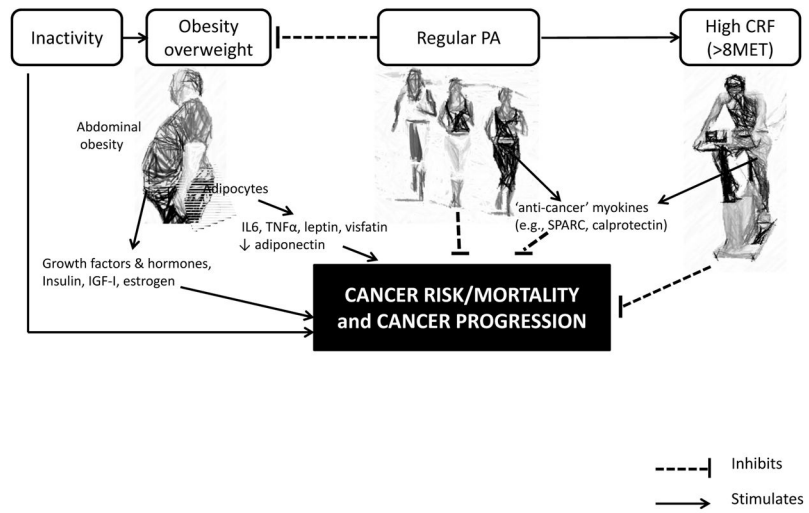 Inactivity
Obesity
overweight
Regular PA
High CRF
(>8MET)
Abdominal
obesity
Adipocytes
IL6, TNFα, leptin, visfatin
↓ adiponectin
'anti-cancer' myokines
(e.g., SPARC, calprotectin)
Growth factors & hormones,
Insulin, IGF-I, estrogen
CANCER RISK/MORTALITY
and CANCER PROGRESSION
Inhibits
Stimulates